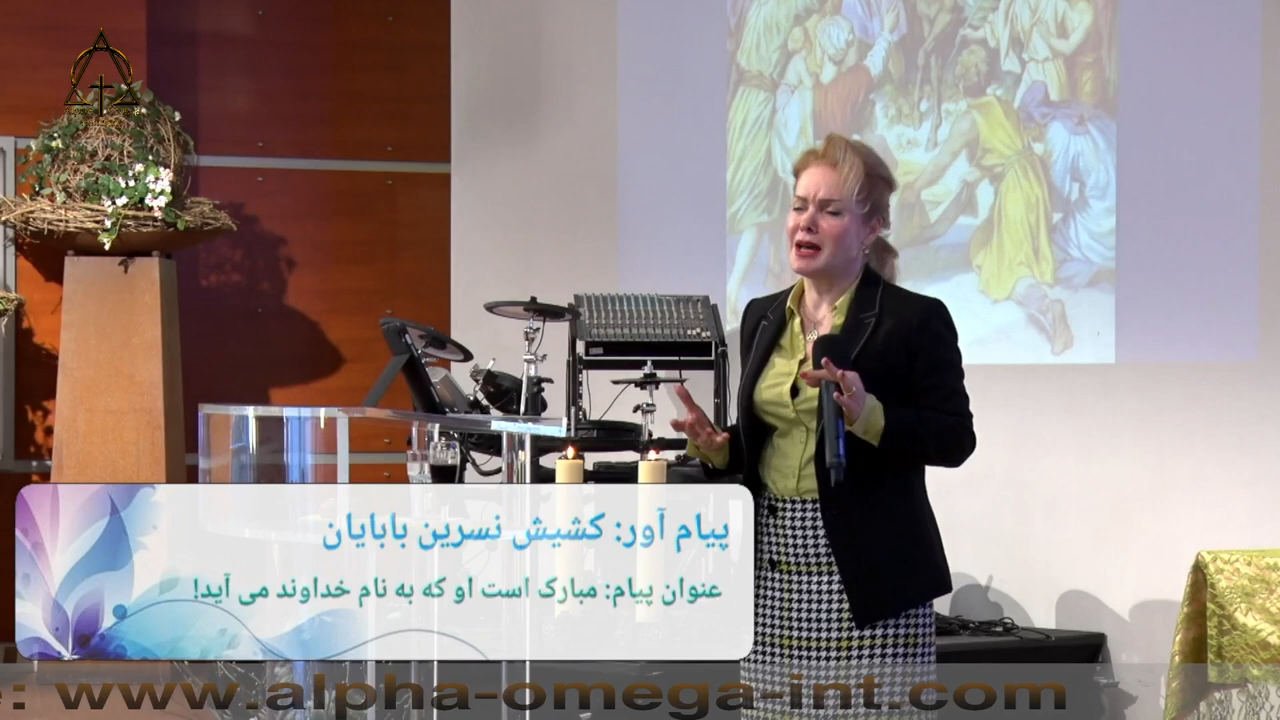 پیام آور: کشیش نسرین بابایان
عنوان پیام: مبارک است او که به نام خداوند می آید!
e: www.alpha-omega-int.com